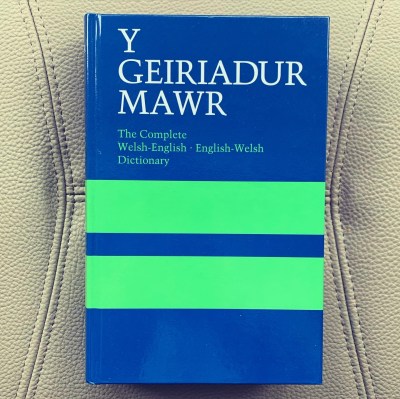 Y
GEIRIADUR
MAWR
The Complete
Welsh-English · English-Welsh
Dictionary